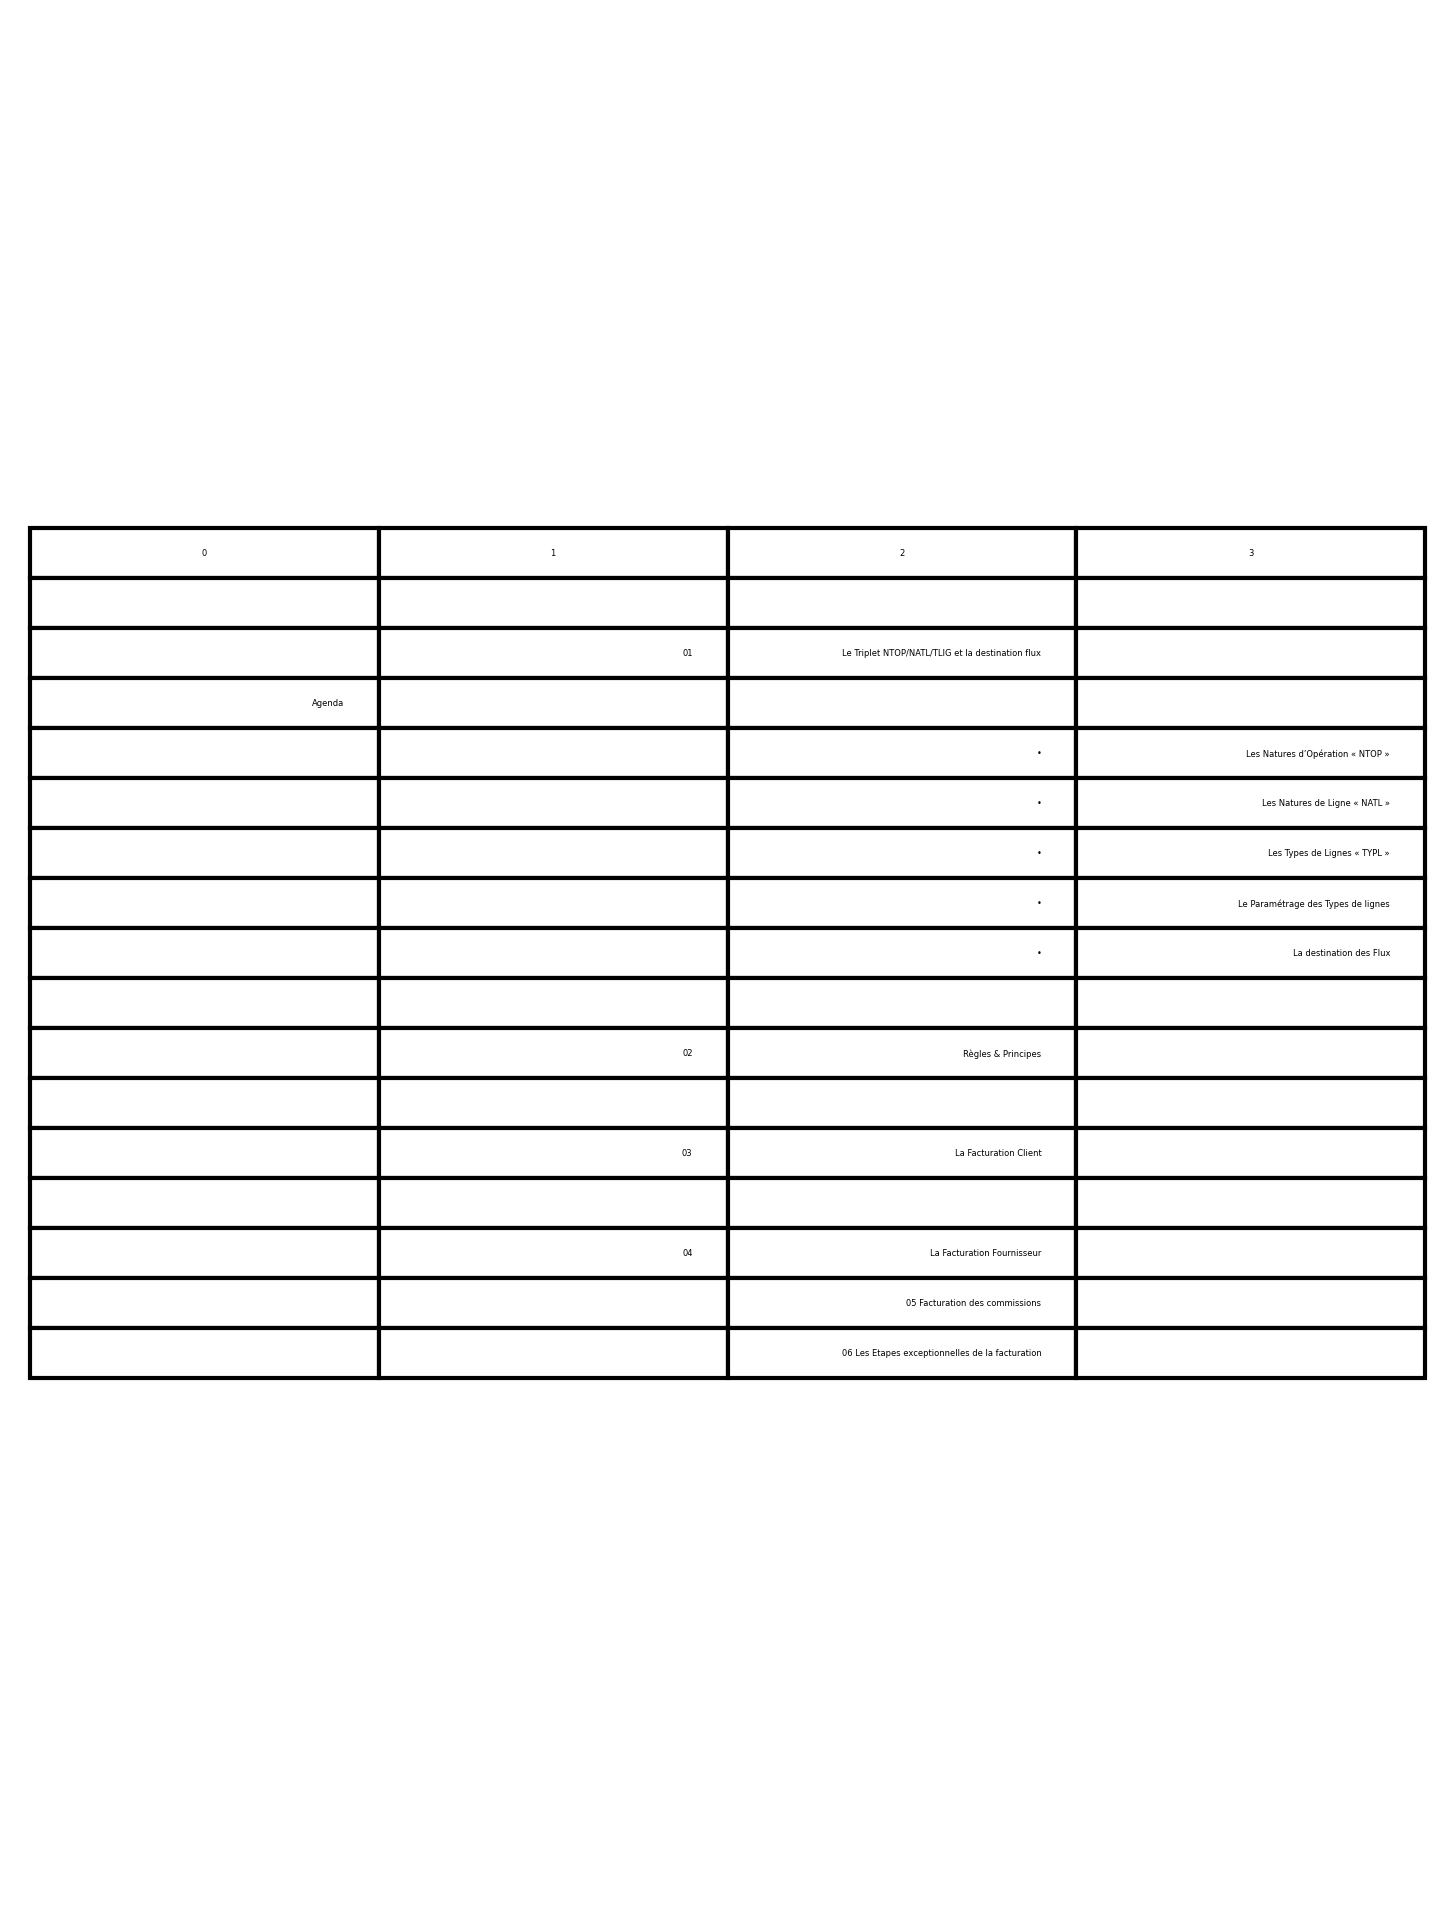 0 1 2 3
01 Le Triplet NTOP/NATL/TLIG et la destination flux
Agenda
• Les Natures d’Opération « NTOP »
• Les Natures de Ligne « NATL »
• Les Types de Lignes « TYPL »
• Le Paramétrage des Types de lignes
• La destination des Flux
02 Règles & Principes
03 La Facturation Client
04 La Facturation Fournisseur
05 Facturation des commissions
06 Les Etapes exceptionnelles de la facturation